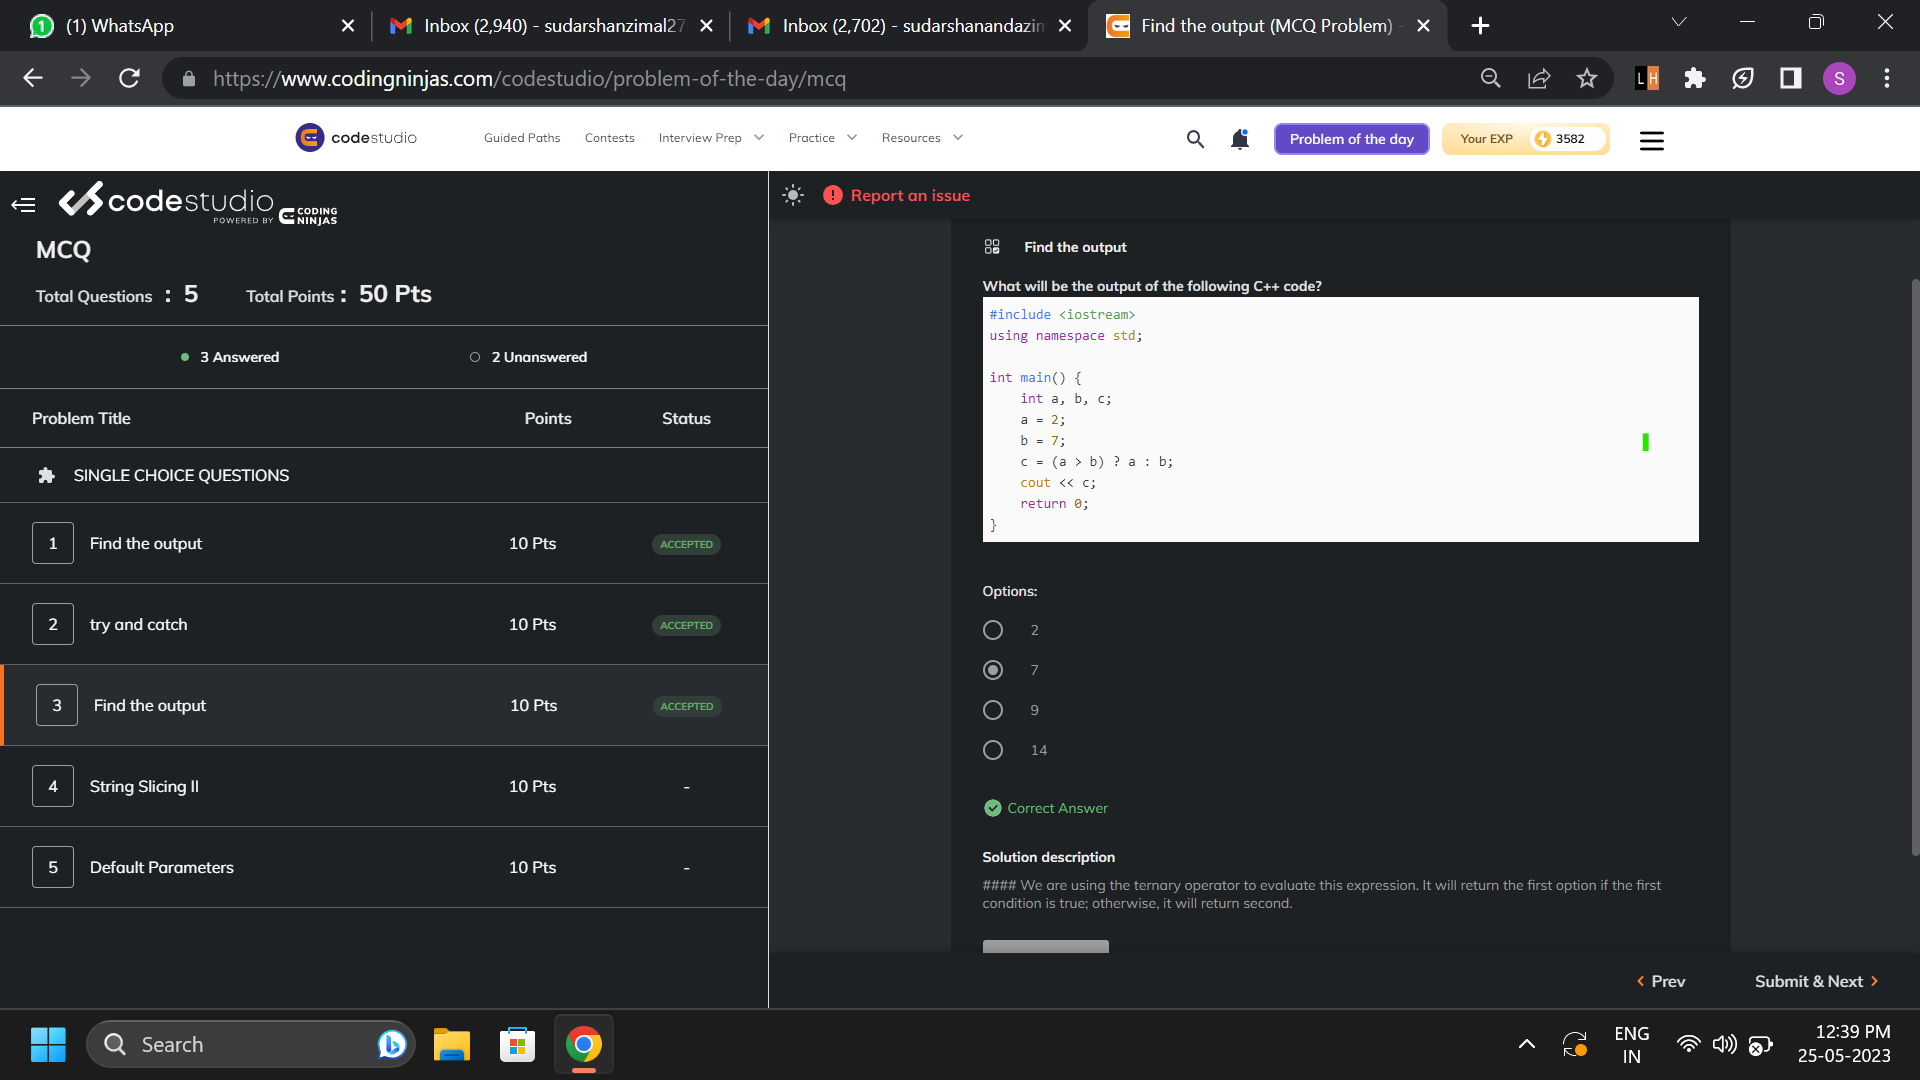 (1) WhatsApp
Inbox (2,940) - sudarshanzimal27
Inbox (2,702) - sudarshanandazim
Find the output (MCQ Problem) -
https://www.codingninjas.com/codestudio/problem-of-the-day/mcq
LH
S
codestudio
Guided Paths
Contests
Interview Prep
Practice
Resources
Problem of the day
Your EXP
3582
codestudio
POWERED BY CODING NINJAS
MCQ
Total Questions : 5
Total Points : 50 Pts
3 Answered
2 Unanswered
Problem Title
Points
Status
SINGLE CHOICE QUESTIONS
1 Find the output 10 Pts ACCEPTED
2 try and catch 10 Pts ACCEPTED
3 Find the output 10 Pts ACCEPTED
4 String Slicing II 10 Pts -
5 Default Parameters 10 Pts -
Report an issue
Find the output
What will be the output of the following C++ code?
#include <iostream>
using namespace std;
int main() {
int a, b, c;
a = 2;
b = 7;
c = (a > b) ? a : b;
cout << c;
return 0;
}
Options:
2
7
9
14
Correct Answer
Solution description
#### We are using the ternary operator to evaluate this expression. It will return the first option if the first
condition is true; otherwise, it will return second.
Prev
Submit & Next
Search
ENG
IN
12:39 PM
25-05-2023